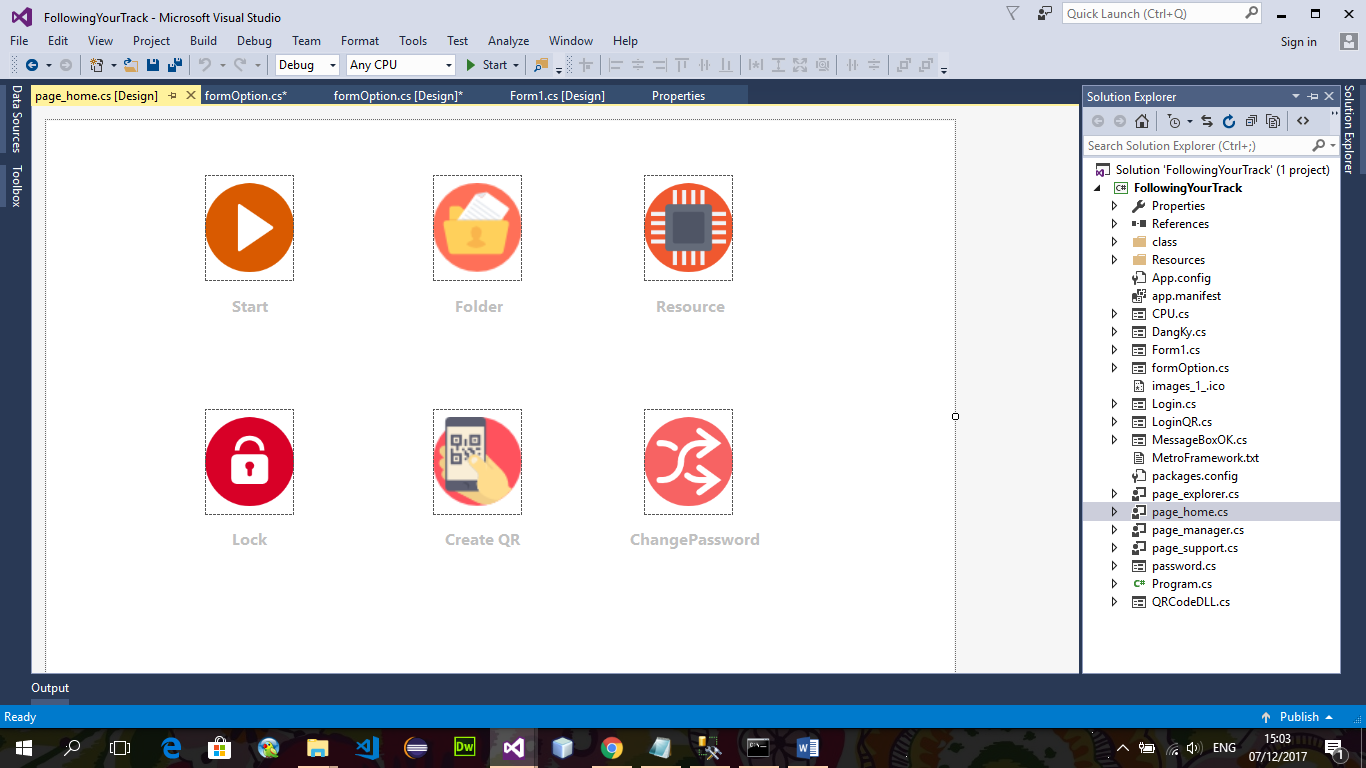 FollowingYourTrack - Microsoft Visual Studio
Quick Launch (Ctrl+Q)
File Edit View Project Build Debug Team Format Tools Test Analyze Window Help
Sign in
Debug Any CPU Start
page_home.cs [Design] formOption.cs* formOption.cs [Design]* Form1.cs [Design] Properties
Data Sources
Toolbox
Start
Folder
Resource
Lock
Create QR
ChangePassword
Solution Explorer
Search Solution Explorer (Ctrl+;)
Solution 'FollowingYourTrack' (1 project)
C# FollowingYourTrack
Properties
References
class
Resources
App.config
app.manifest
CPU.cs
DangKy.cs
Form1.cs
formOption.cs
images_1_.ico
Login.cs
LoginQR.cs
MessageBoxOK.cs
MetroFramework.txt
packages.config
page_explorer.cs
page_home.cs
page_manager.cs
page_support.cs
password.cs
C# Program.cs
QRCodeDLL.cs
Solution Explorer
Output
Ready
Publish
Dw
ENG
15:03
07/12/2017
1